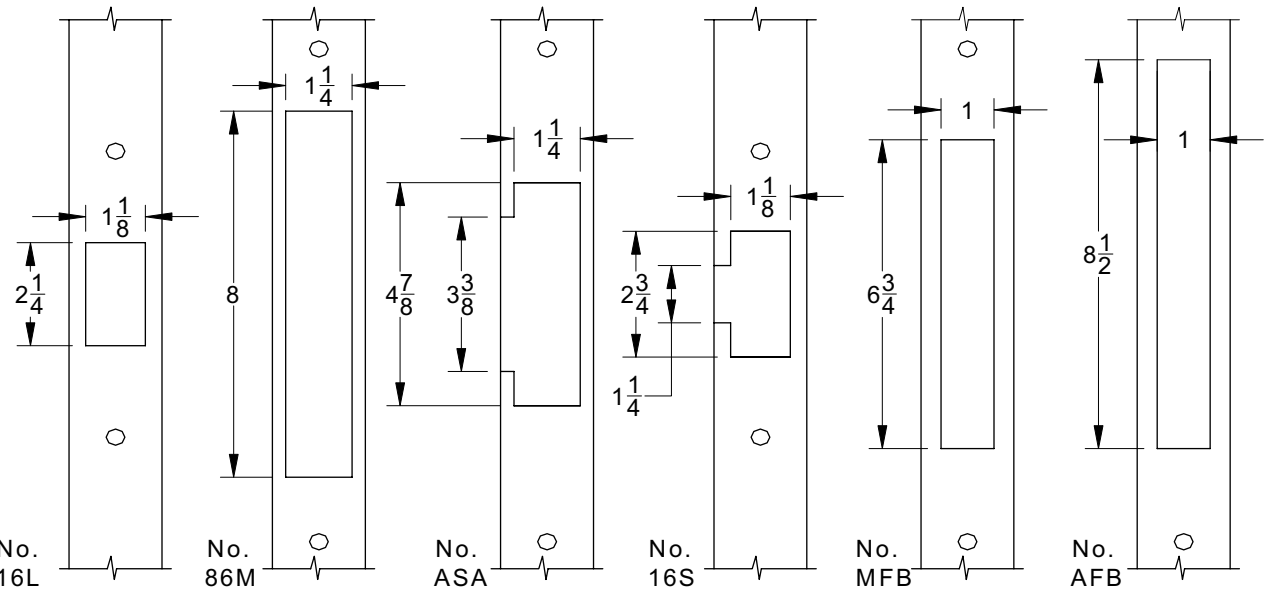 1 1/8
2 1/4
No.
16L
1 1/4
8
No.
86M
1 1/4
4 7/8
3 3/8
No.
ASA
1 1/8
2 3/4
1 1/4
No.
16S
1
6 3/4
No.
MFB
1
8 1/2
No.
AFB